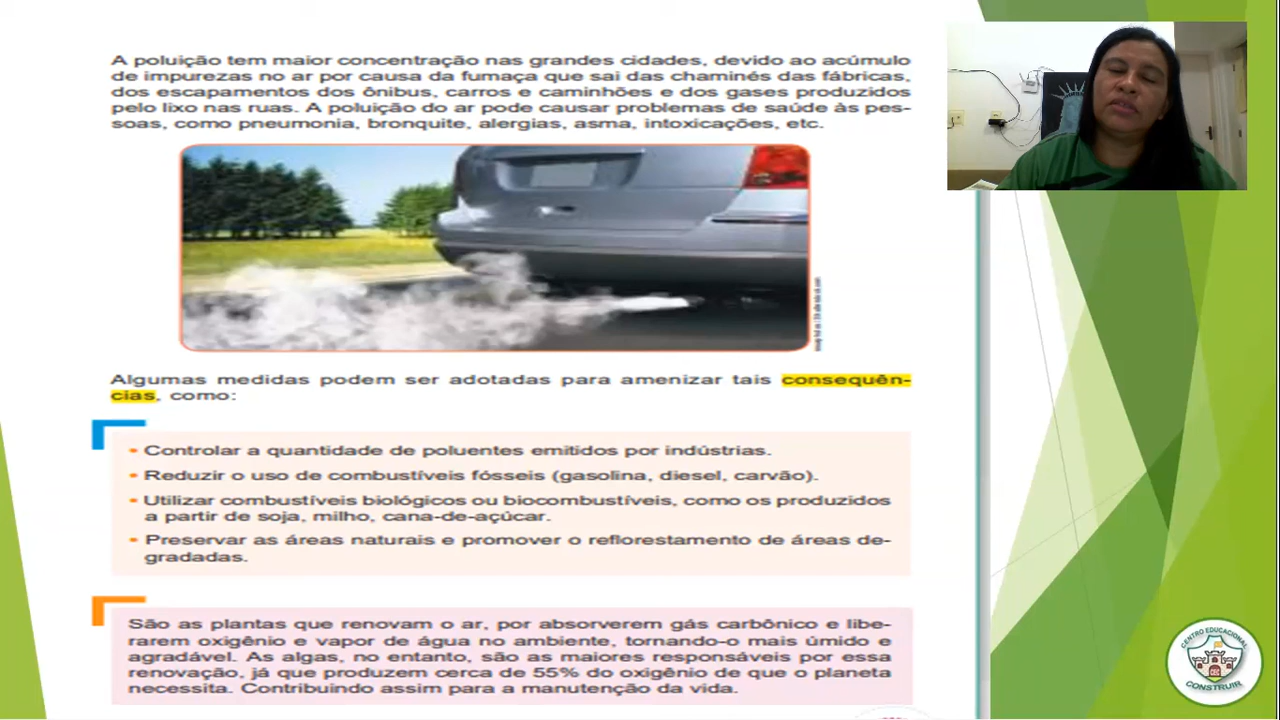 A poluição tem maior concentração nas grandes cidades, devido ao acúmulo
de impurezas no ar por causa da fumaça que sai das chaminés das fábricas,
dos escapamentos dos ônibus, carros e caminhões e dos gases produzidos
pelo lixo nas ruas. A poluição do ar pode causar problemas de saúde às pes-
soas, como pneumonia, bronquite, alergias, asma, intoxicações, etc.
Algumas medidas podem ser adotadas para amenizar tais consequên-
cias, como:
• Controlar a quantidade de poluentes emitidos por indústrias.
• Reduzir o uso de combustíveis fósseis (gasolina, diesel, carvão).
• Utilizar combustíveis biológicos ou biocombustíveis, como os produzidos
a partir de soja, milho, cana-de-açúcar.
• Preservar as áreas naturais e promover o reflorestamento de áreas de-
gradadas.
São as plantas que renovam o ar, por absorverem gás carbônico e libe-
rarem oxigênio e vapor de água no ambiente, tornando-o mais úmido e
agradável. As algas, no entanto, são as maiores responsáveis por essa
renovação, já que produzem cerca de 55% do oxigênio de que o planeta
necessita. Contribuindo assim para a manutenção da vida.
CENTRO EDUCACIONAL
CONSTRUIR